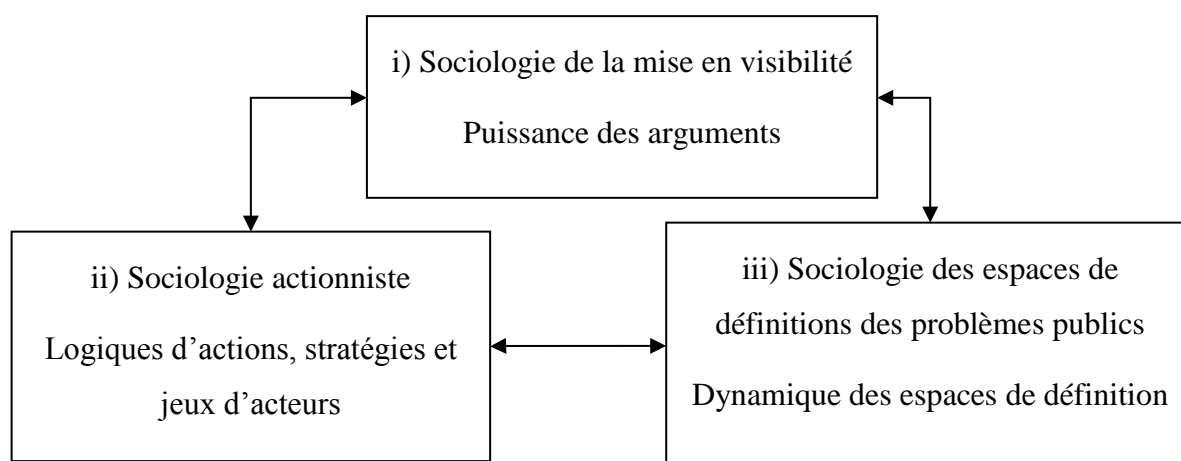 i) Sociologie de la mise en visibilité
Puissance des arguments
ii) Sociologie actionniste
Logiques d’actions, stratégies et
jeux d’acteurs
iii) Sociologie des espaces de
définitions des problèmes publics
Dynamique des espaces de définition